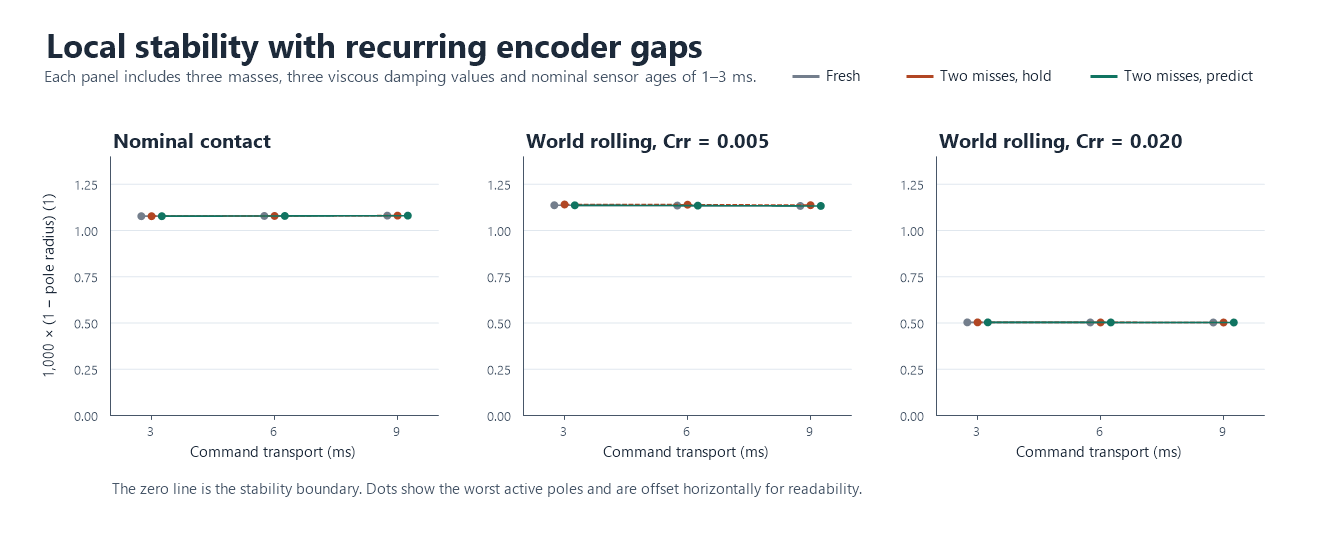 Local stability with recurring encoder gaps
Each panel includes three masses, three viscous damping values and nominal sensor ages of 1–3 ms.
Fresh
Two misses, hold
Two misses, predict
Nominal contact
World rolling, Crr = 0.005
World rolling, Crr = 0.020
1,000 × (1 − pole radius) (1)
1.25
1.00
0.75
0.50
0.25
0.00
3
6
9
Command transport (ms)
1.25
1.00
0.75
0.50
0.25
0.00
3
6
9
Command transport (ms)
1.25
1.00
0.75
0.50
0.25
0.00
3
6
9
Command transport (ms)
The zero line is the stability boundary. Dots show the worst active poles and are offset horizontally for readability.